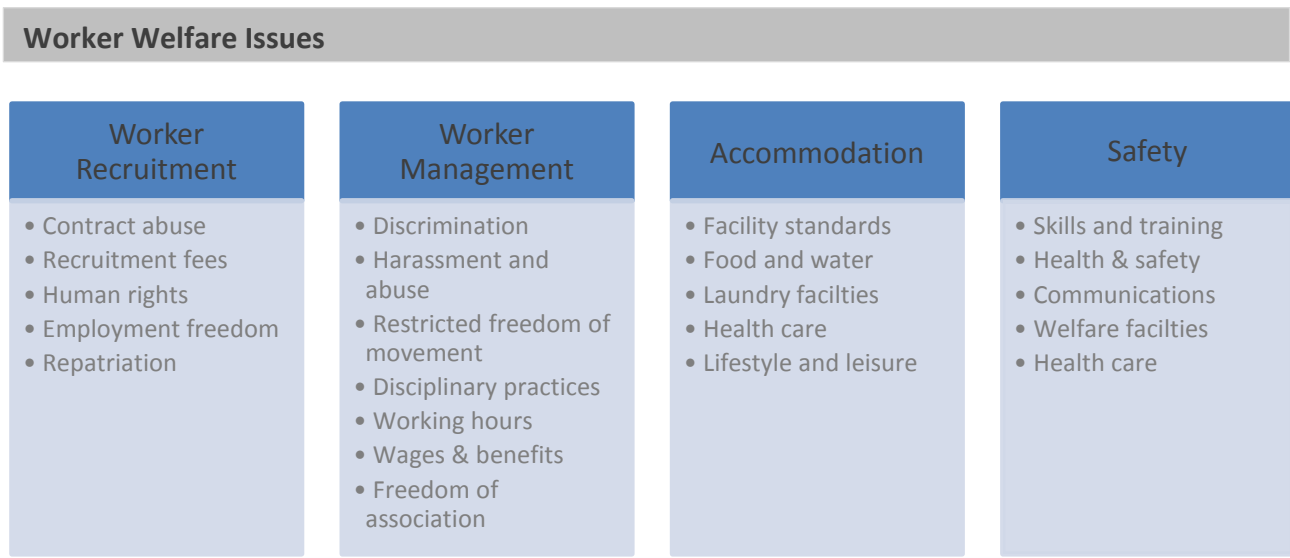 Worker Welfare Issues
Worker
Recruitment
• Contract abuse
• Recruitment fees
• Human rights
• Employment freedom
• Repatriation
Worker
Management
• Discrimination
• Harassment and
abuse
• Restricted freedom of
movement
• Disciplinary practices
• Working hours
• Wages & benefits
• Freedom of
association
Accommodation
• Facility standards
• Food and water
• Laundry facilties
• Health care
• Lifestyle and leisure
Safety
• Skills and training
• Health & safety
• Communications
• Welfare facilties
• Health care